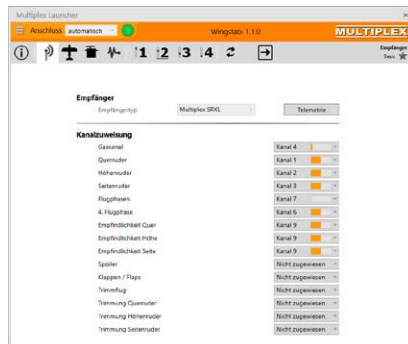 Multiplex Launcher
Anschluss automatisch Wingstabi 1.1.0 MULTIPLEX
1 2 3 4 Empfänger
Empfänger
Empfängertyp Multiplex SRXL Telemetrie
Kanalzuweisung
Gaskanal Kanal 4
Querruder Kanal 1
Höhenruder Kanal 2
Seitenruder Kanal 3
Flugphasen Kanal 7
4. Flugphase Kanal 6
Empfindlichkeit Quer Kanal 9
Empfindlichkeit Höhe Kanal 9
Empfindlichkeit Seite Kanal 9
Spoiler Nicht zugewiesen
Klappen / Flaps Nicht zugewiesen
Trimmflug Nicht zugewiesen
Trimmung Querruder Nicht zugewiesen
Trimmung Höhenruder Nicht zugewiesen
Trimmung Seitenruder Nicht zugewiesen